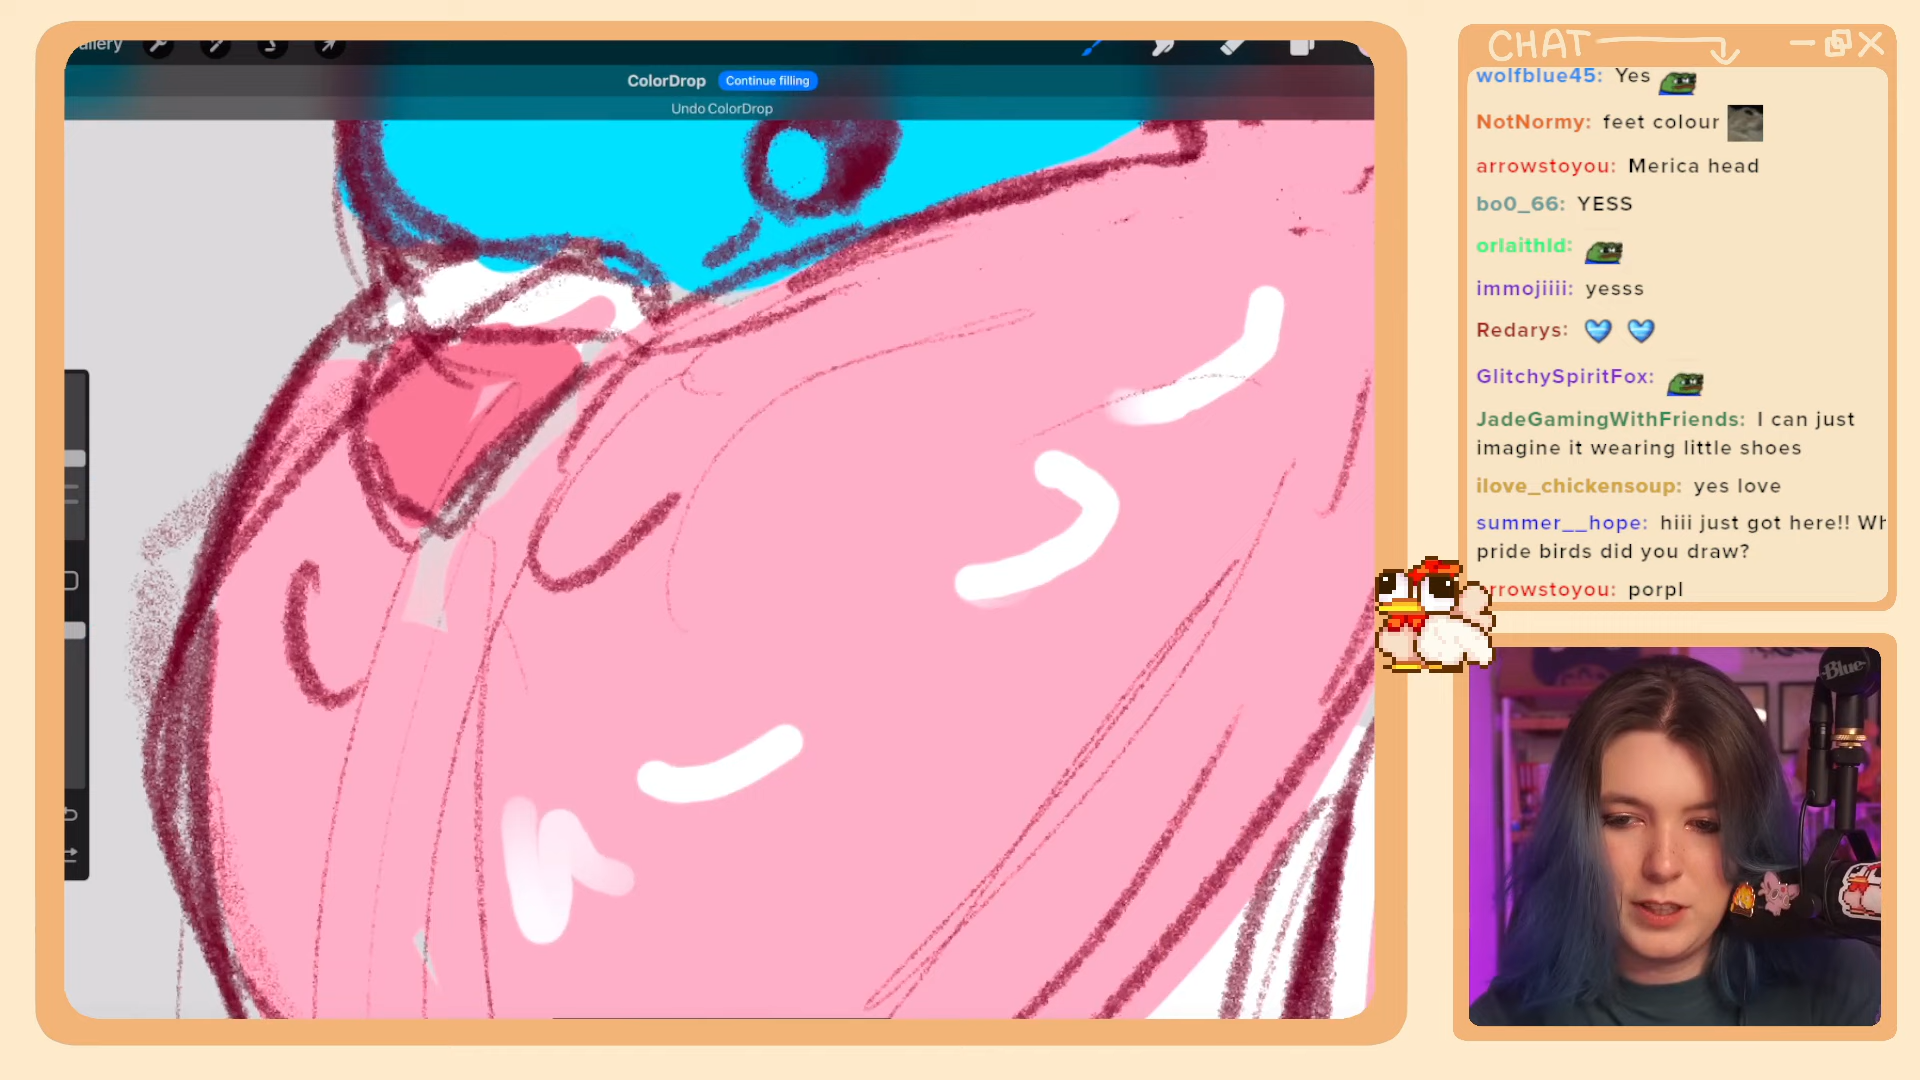 allery
ColorDrop Continue filling
Undo ColorDrop
CHAT
wolfblue45: Yes
NotNormy: feet colour
arrowstoyou: Merica head
bo0_66: YESS
orlaithld:
immojiiii: yesss
Redarys:
GlitchySpiritFox:
JadeGamingWithFriends: I can just
imagine it wearing little shoes
ilove_chickensoup: yes love
summer__hope: hiii just got here!! Wh
pride birds did you draw?
rrowstoyou: porpl
Blue